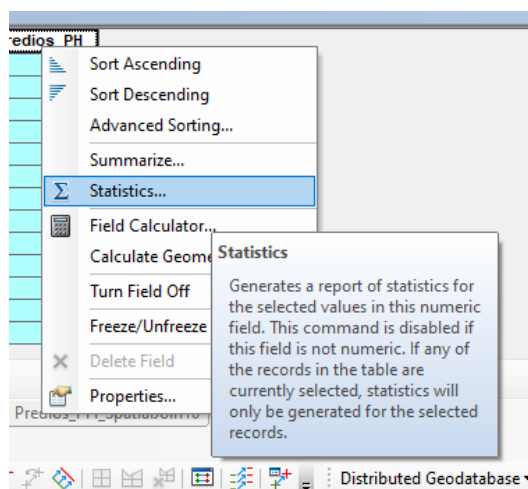 redios_PH
Sort Ascending
Sort Descending
Advanced Sorting...
Summarize...
Statistics...
Field Calculator...
Calculate Geome
Turn Field Off
Freeze/Unfreeze
Delete Field
Properties...
Statistics
Generates a report of statistics for
the selected values in this numeric
field. This command is disabled if
this field is not numeric. If any of
the records in the table are
currently selected, statistics will
only be generated for the selected
records.
Distributed Geodatabase